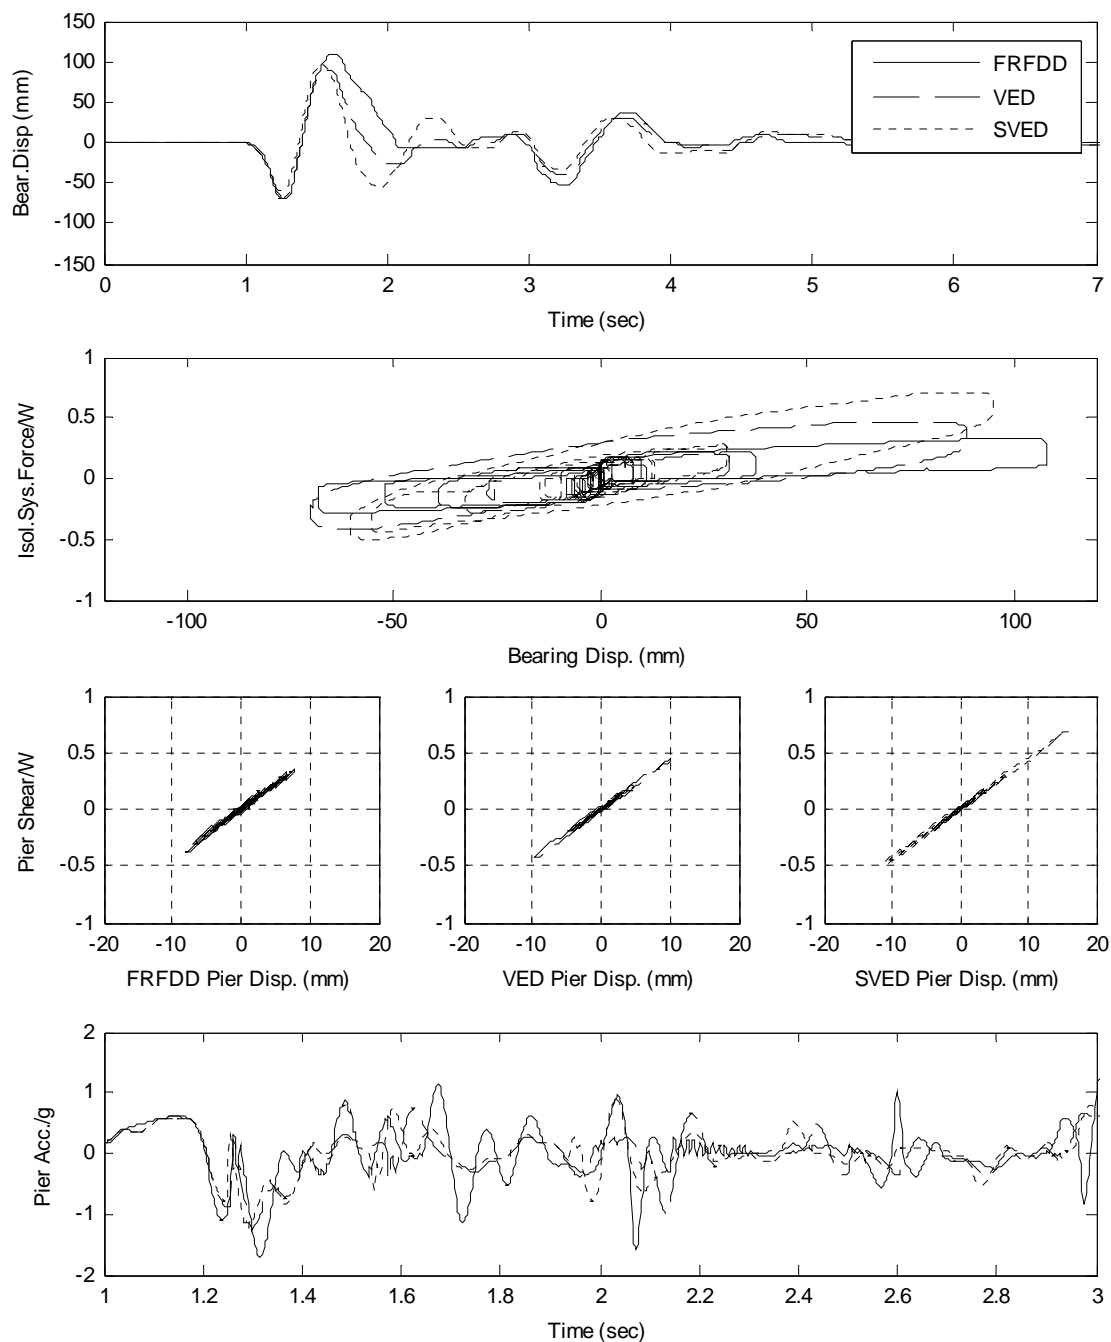 150
100
50
0
-50
-100
-150
Bear.Disp (mm)
FRFDD
VED
SVED
0 1 2 3 4 5 6 7
Time (sec)
1
0.5
0
-0.5
-1
Isol.Sys.Force/W
-100 -50 0 50 100
Bearing Disp. (mm)
1
0.5
0
-0.5
-1
Pier Shear/W
-20 -10 0 10 20
FRFDD Pier Disp. (mm)
1
0.5
0
-0.5
-1
-20 -10 0 10 20
VED Pier Disp. (mm)
1
0.5
0
-0.5
-1
-20 -10 0 10 20
SVED Pier Disp. (mm)
2
1
0
-1
-2
Pier Acc./g
1 1.2 1.4 1.6 1.8 2 2.2 2.4 2.6 2.8 3
Time (sec)